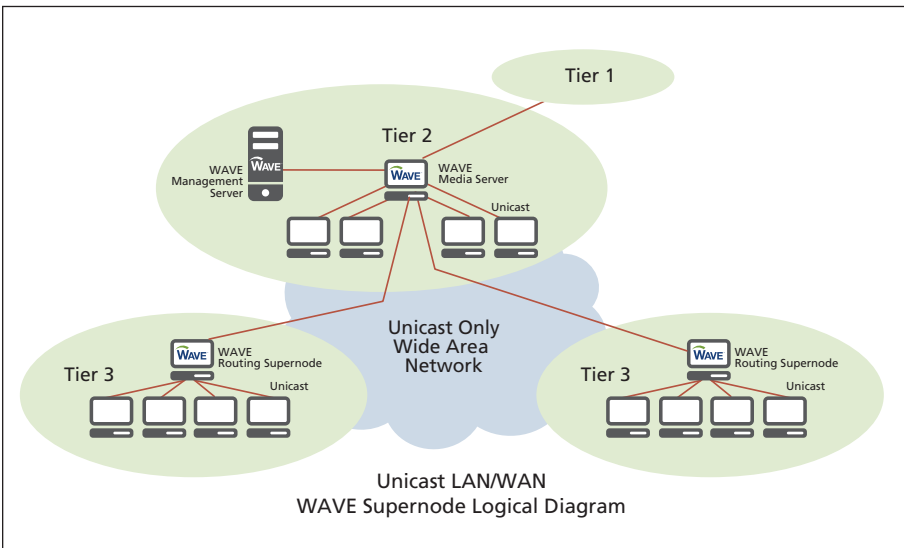 Tier 1
Tier 2
WAVE
WAVE
Management
Server
WAVE
WAVE
Media Server
Unicast
Unicast Only
Wide Area
Network
Tier 3
WAVE
WAVE
Routing Supernode
Unicast
Tier 3
WAVE
WAVE
Routing Supernode
Unicast
Unicast LAN/WAN
WAVE Supernode Logical Diagram